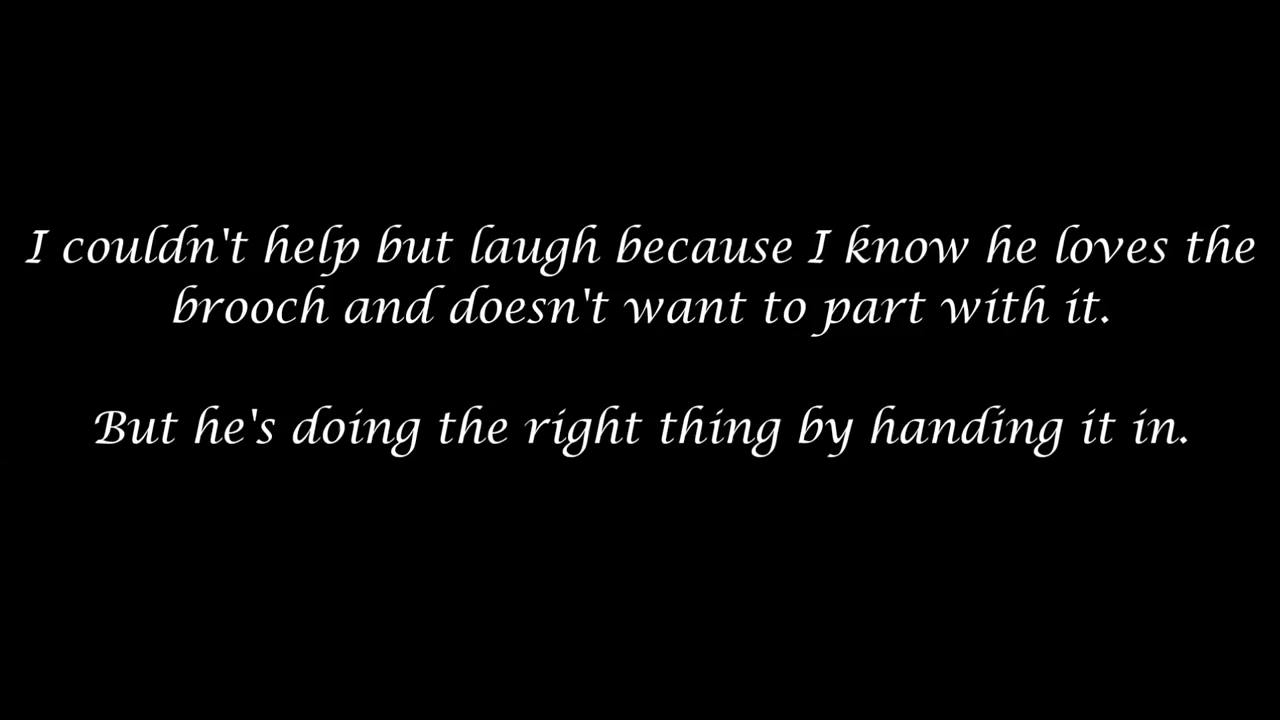 I couldn't help but laugh because I know he loves the
brooch and doesn't want to part with it.
But he's doing the right thing by handing it in.